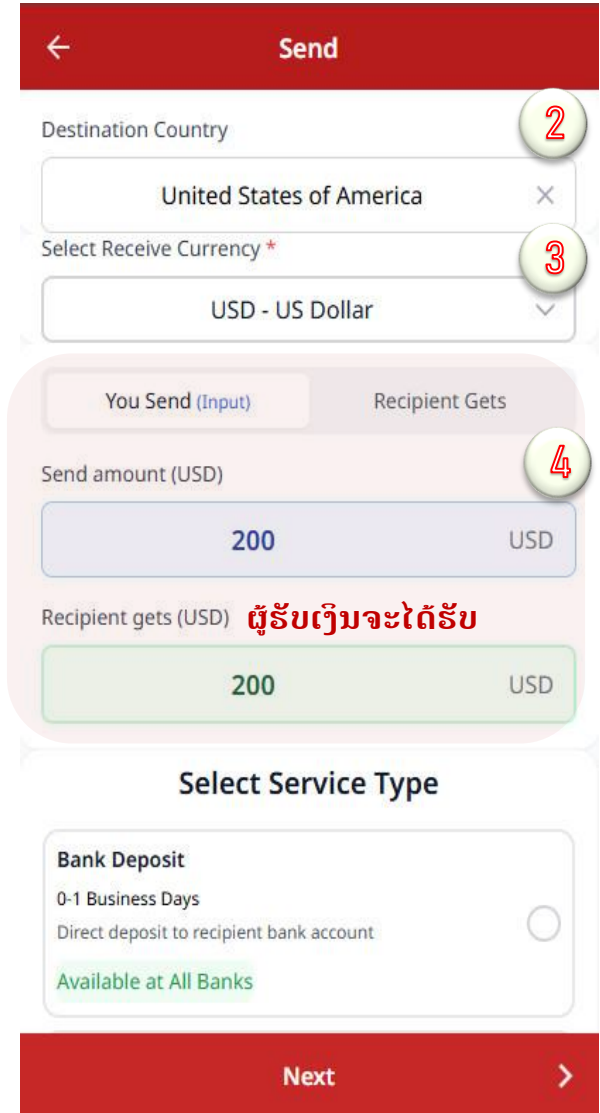 Send
2
Destination Country
United States of America
Select Receive Currency *
3
USD - US Dollar
You Send (Input) Recipient Gets
4
Send amount (USD)
200 USD
Recipient gets (USD) ຜູ້ຮັບເງິນຈະໄດ້ຮັບ
200 USD
Select Service Type
Bank Deposit
0-1 Business Days
Direct deposit to recipient bank account
Available at All Banks
Next